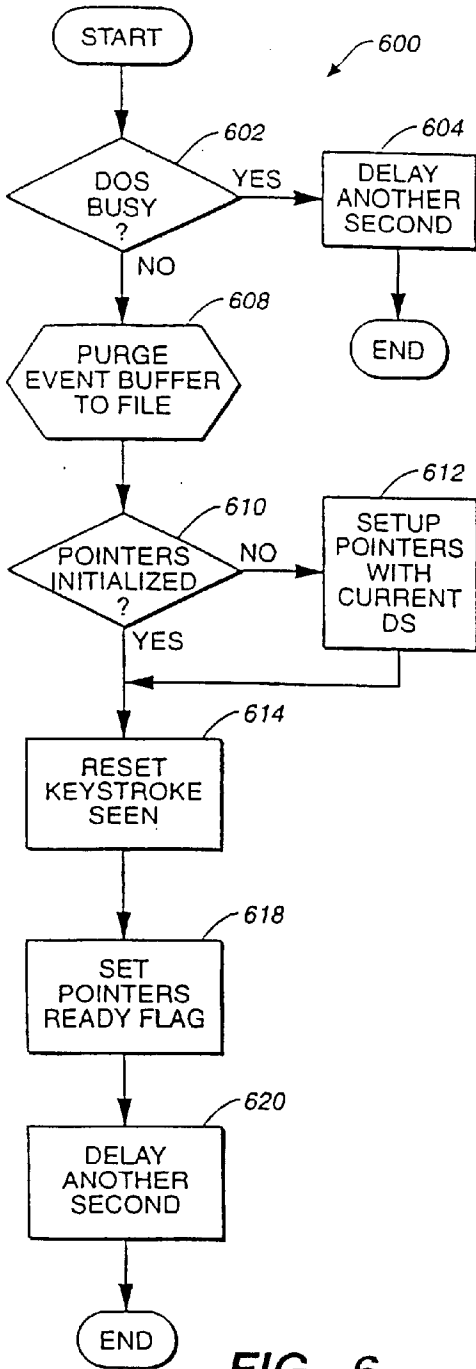 START
600
602
DOS
BUSY
?
YES
NO
604
DELAY
ANOTHER
SECOND
END
608
PURGE
EVENT BUFFER
TO FILE
610
POINTERS
INITIALIZED
?
NO
YES
612
SETUP
POINTERS
WITH
CURRENT
DS
614
RESET
KEYSTROKE
SEEN
618
SET
POINTERS
READY FLAG
620
DELAY
ANOTHER
SECOND
END
FIG. 6